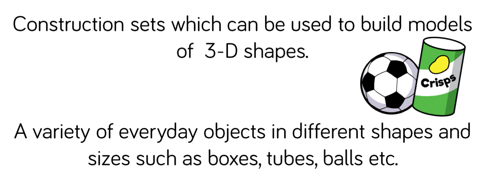 Construction sets which can be used to build models
of 3-D shapes.
Crisps
A variety of everyday objects in different shapes and
sizes such as boxes, tubes, balls etc.